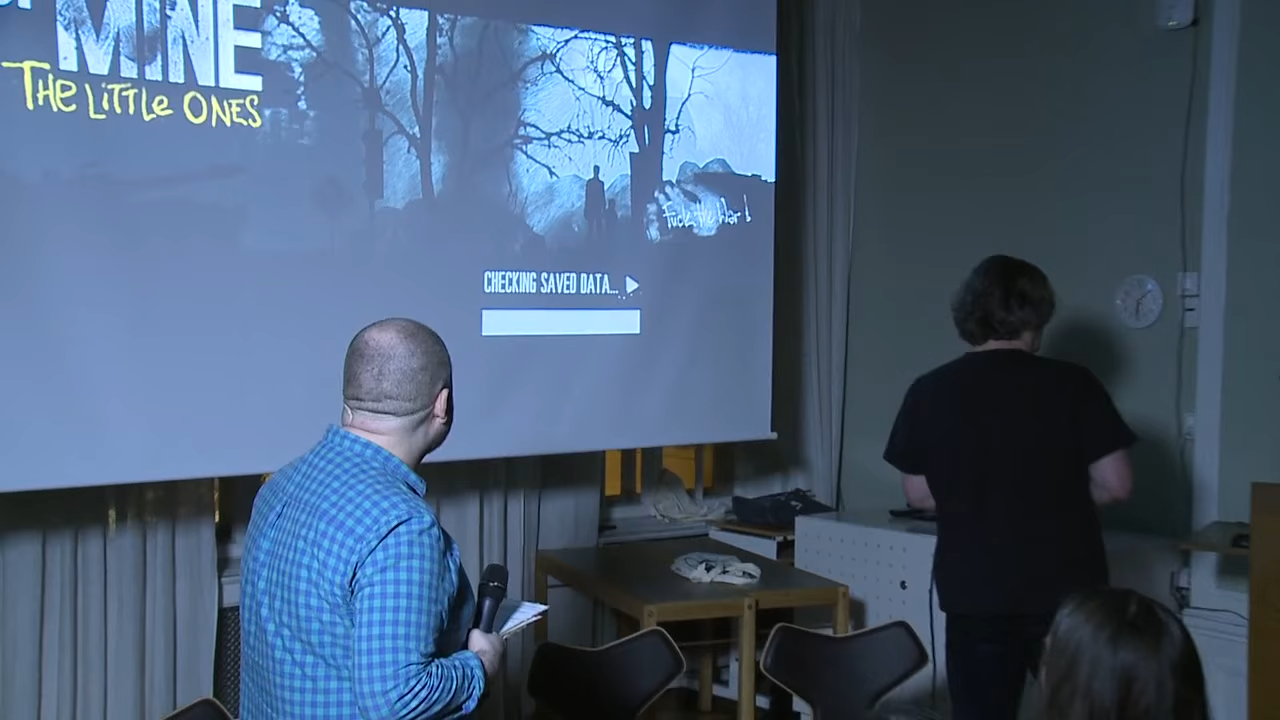 MINE
THE LITTLE ONES
Fuck the War!
CHECKING SAVED DATA...